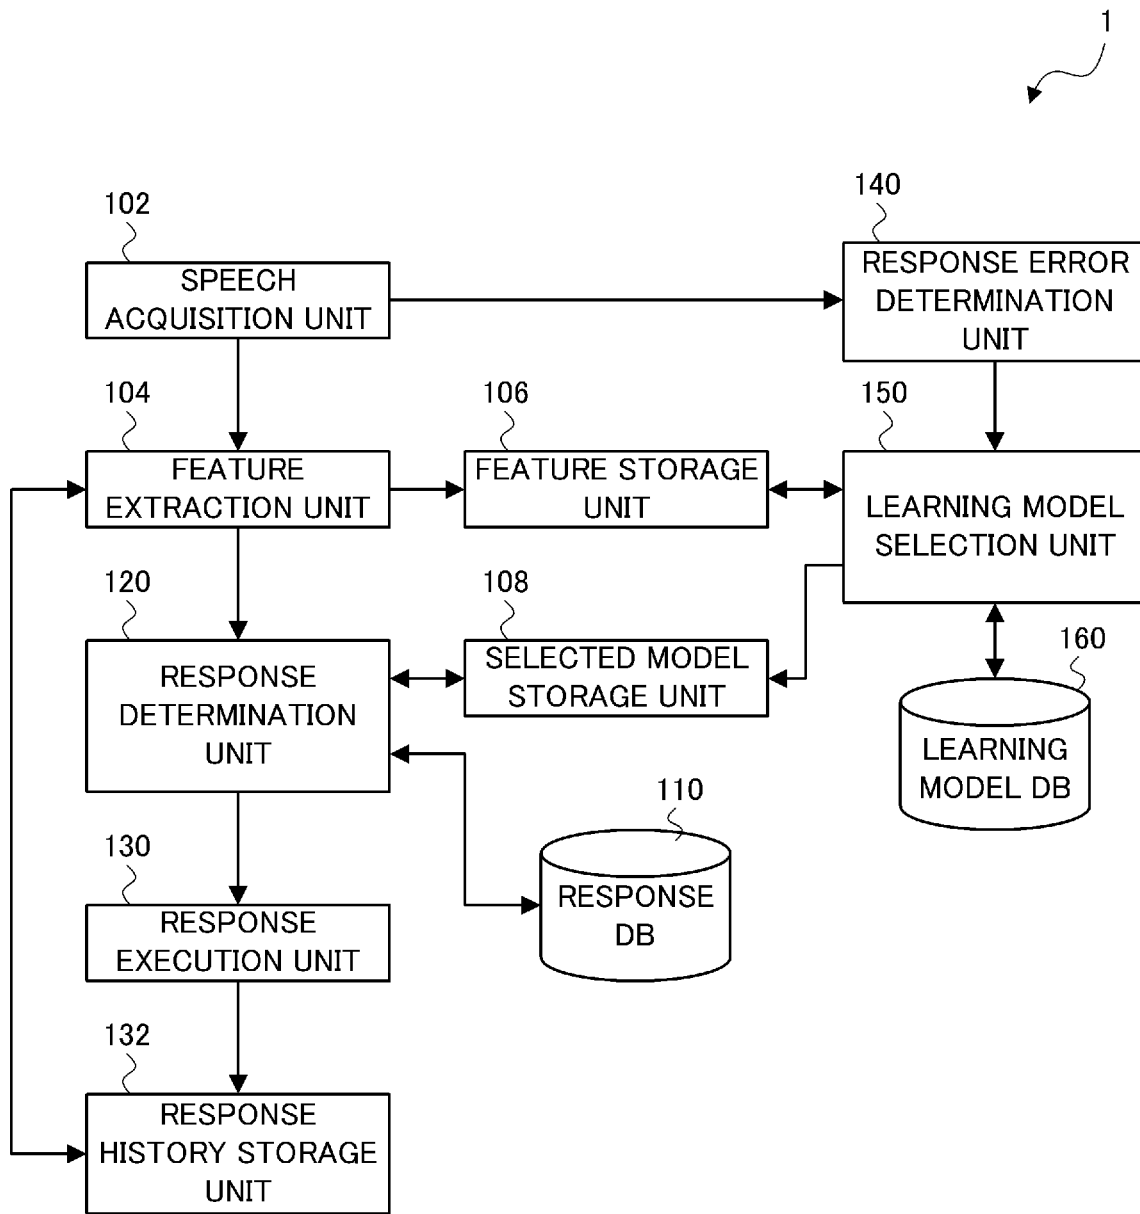 1
102
SPEECH
ACQUISITION UNIT
140
RESPONSE ERROR
DETERMINATION
UNIT
104
FEATURE
EXTRACTION UNIT
106
FEATURE STORAGE
UNIT
150
LEARNING MODEL
SELECTION UNIT
120
RESPONSE
DETERMINATION
UNIT
108
SELECTED MODEL
STORAGE UNIT
160
LEARNING
MODEL DB
110
RESPONSE
DB
130
RESPONSE
EXECUTION UNIT
132
RESPONSE
HISTORY STORAGE
UNIT